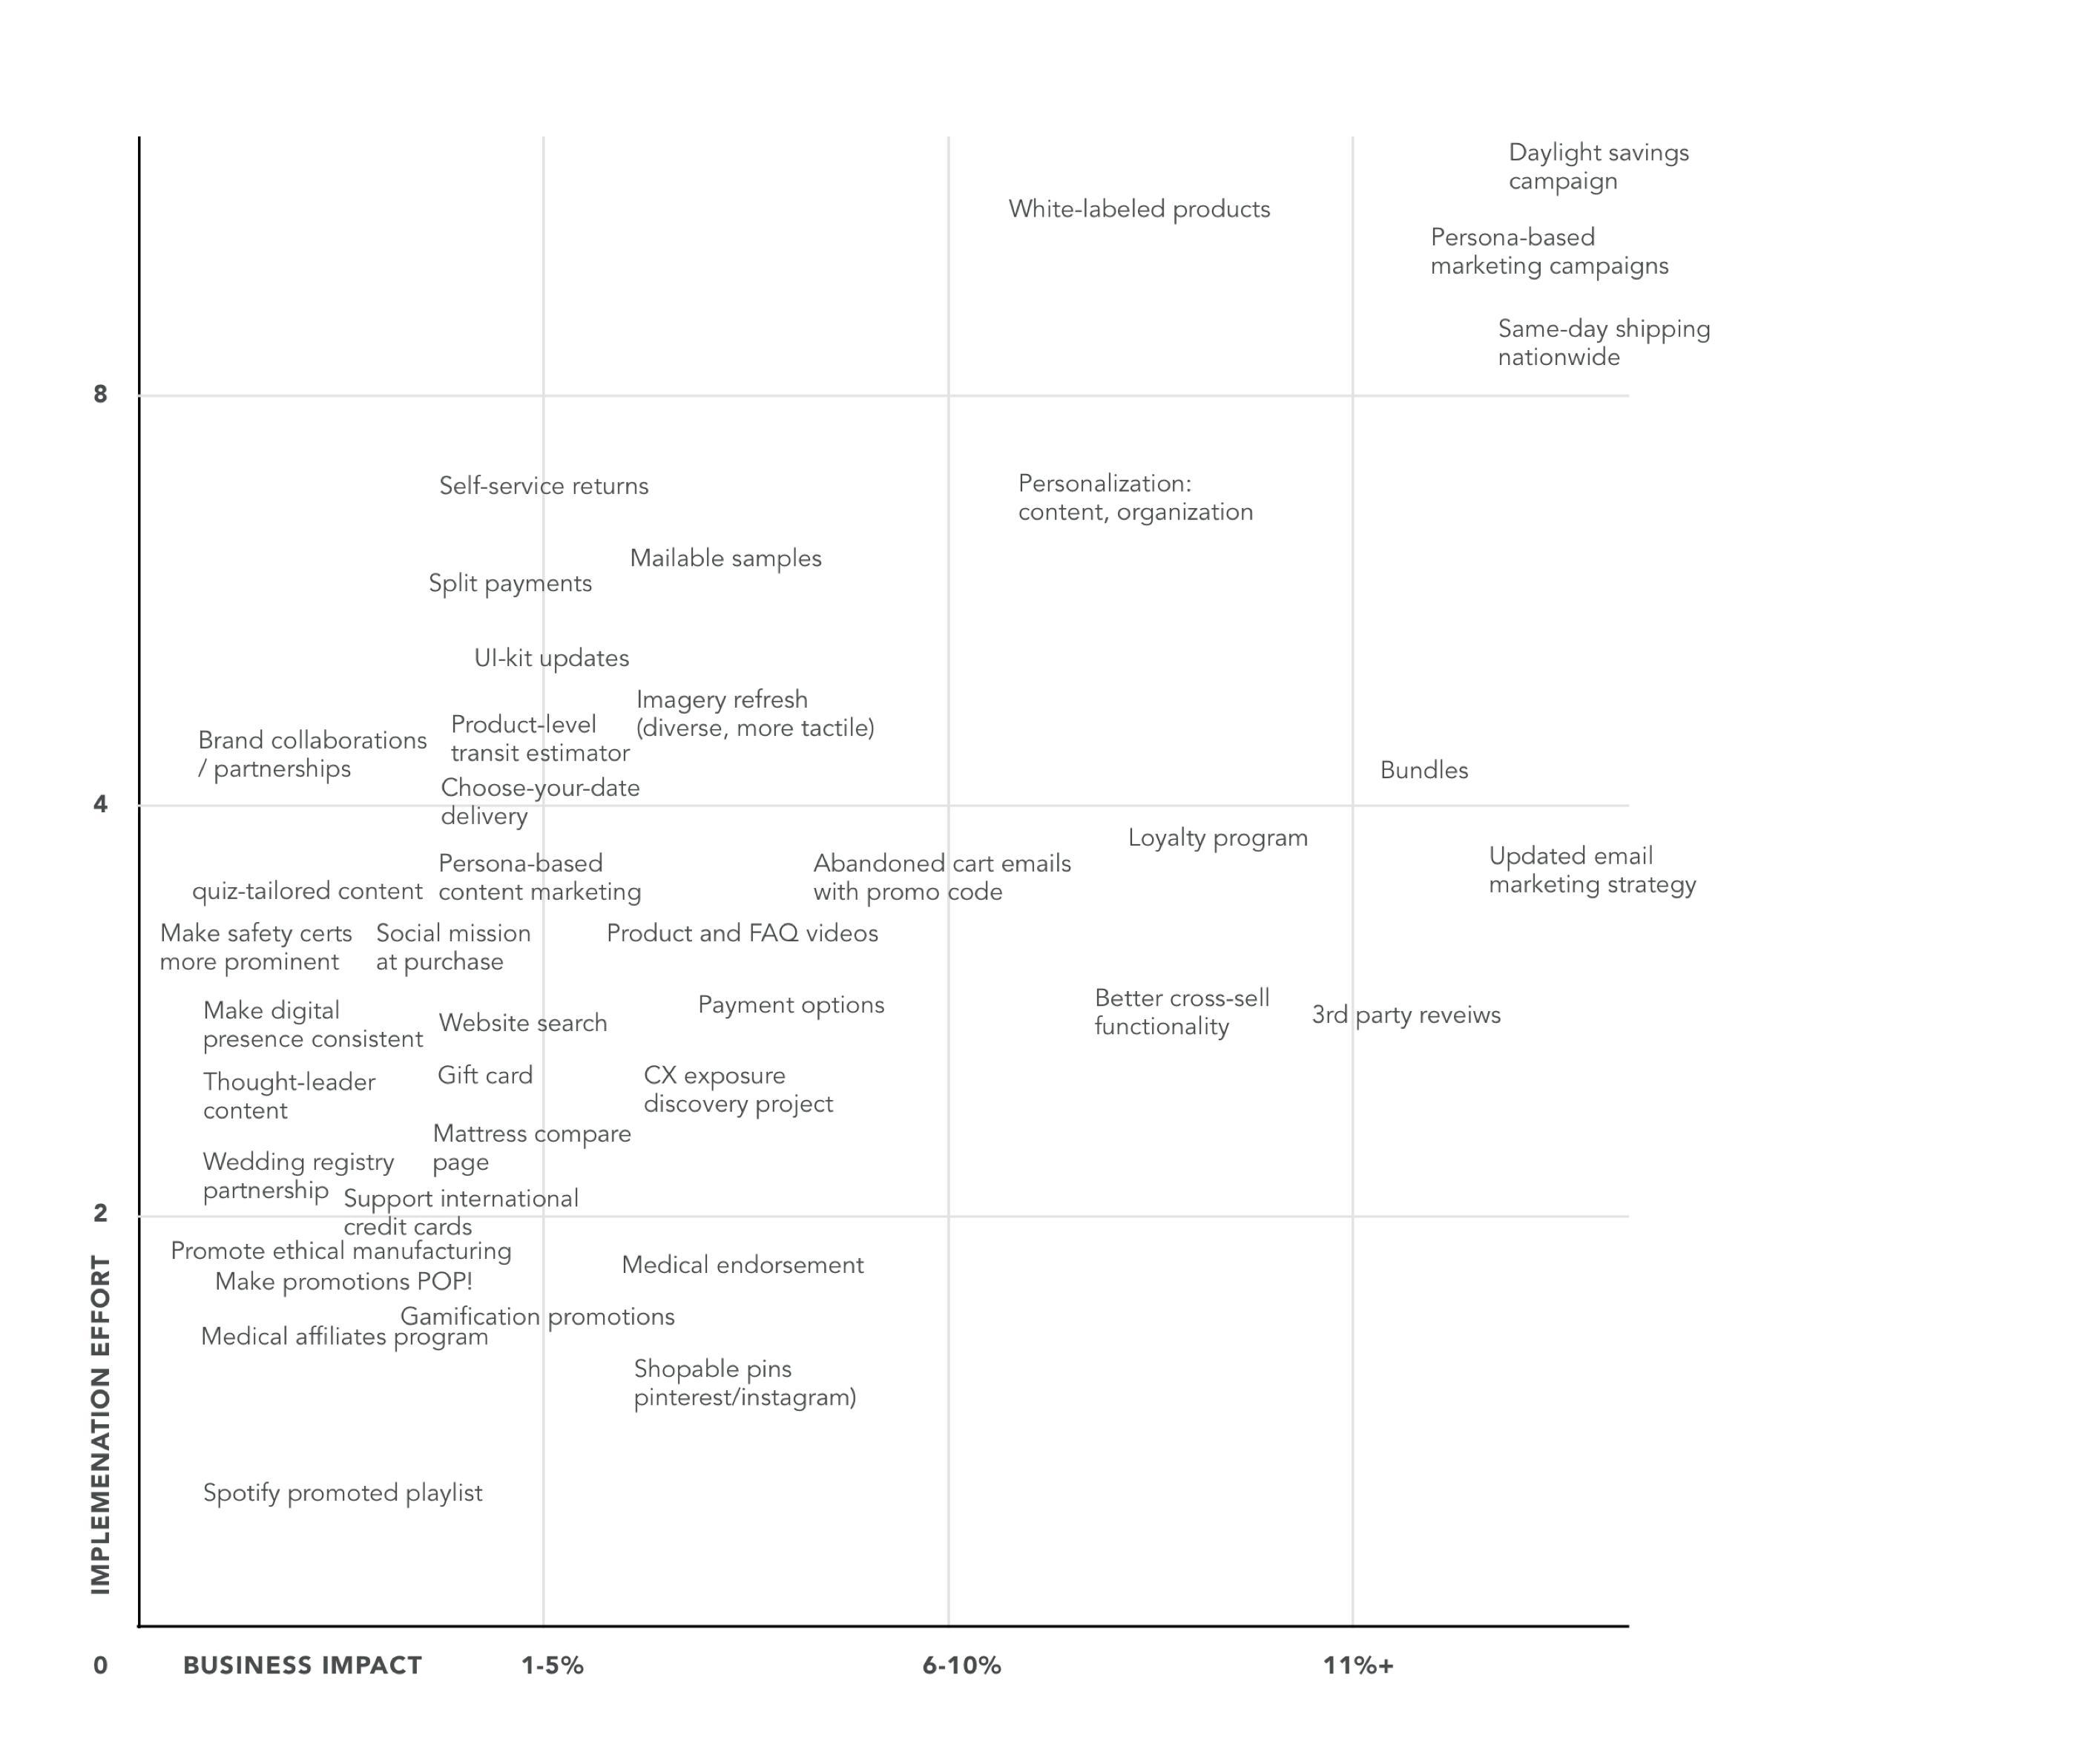 Daylight savings
campaign
White-labeled products
Persona-based
marketing campaigns
Same-day shipping
nationwide
8
Self-service returns
Personalization:
content, organization
Mailable samples
Split payments
UI-kit updates
Imagery refresh
(diverse, more tactile)
Product-level
transit estimator
Brand collaborations
/ partnerships
Bundles
Choose-your-date
delivery
4
Loyalty program
Updated email
marketing strategy
Persona-based
content marketing
Abandoned cart emails
with promo code
quiz-tailored content
Make safety certs
more prominent
Social mission
at purchase
Product and FAQ videos
Better cross-sell
functionality
Payment options
3rd party reveiws
Make digital
presence consistent
Website search
Gift card
CX exposure
discovery project
Thought-leader
content
Mattress compare
page
Wedding registry
partnership
Support international
credit cards
2
Promote ethical manufacturing
Medical endorsement
Make promotions POP!
Gamification promotions
Medical affiliates program
Shopable pins
pinterest/instagram)
IMPLEMENATION EFFORT
Spotify promoted playlist
0
BUSINESS IMPACT
1-5%
6-10%
11%+